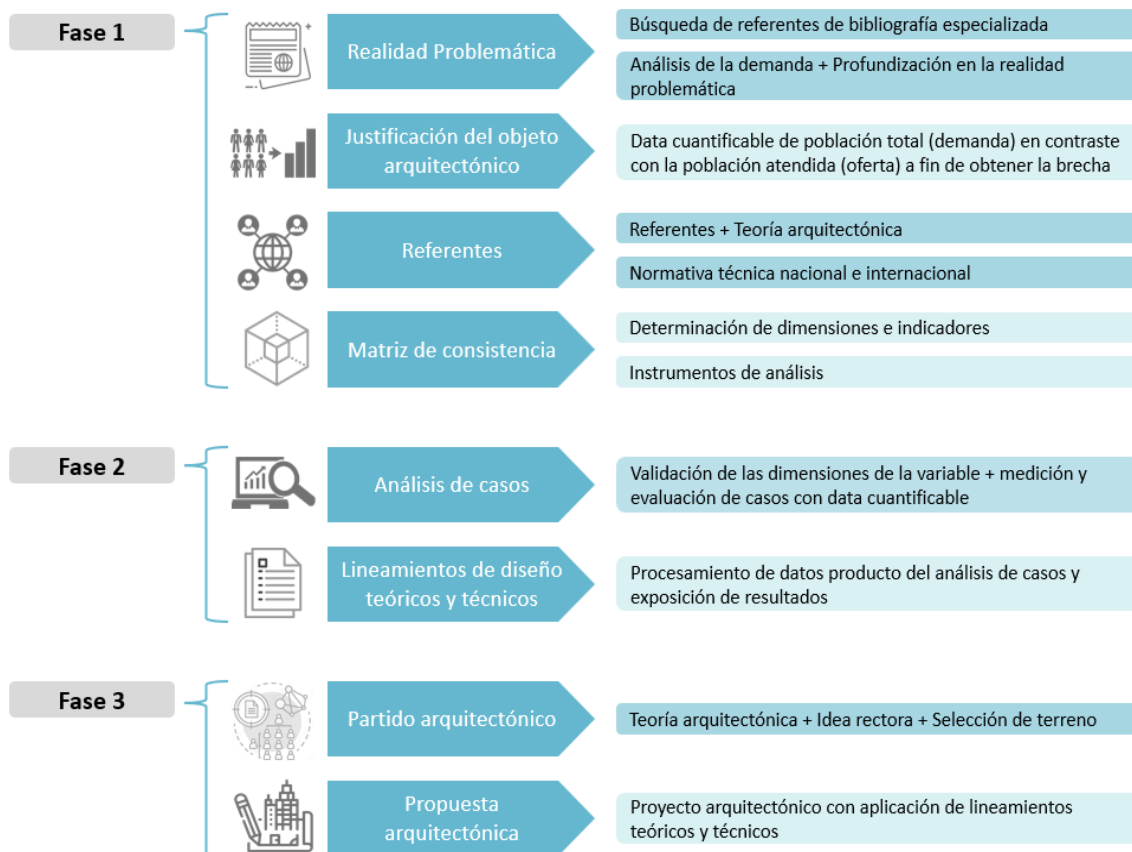 Fase 1
Realidad Problemática
Búsqueda de referentes de bibliografía especializada
Análisis de la demanda + Profundización en la realidad
problemática
Justificación del objeto
arquitectónico
Data cuantificable de población total (demanda) en contraste
con la población atendida (oferta) a fin de obtener la brecha
Referentes
Referentes + Teoría arquitectónica
Normativa técnica nacional e internacional
Matriz de consistencia
Determinación de dimensiones e indicadores
Instrumentos de análisis
Fase 2
Análisis de casos
Validación de las dimensiones de la variable + medición y
evaluación de casos con data cuantificable
Lineamientos de diseño
teóricos y técnicos
Procesamiento de datos producto del análisis de casos y
exposición de resultados
Fase 3
Partido arquitectónico
Teoría arquitectónica + Idea rectora + Selección de terreno
Propuesta
arquitectónica
Proyecto arquitectónico con aplicación de lineamientos
teóricos y técnicos